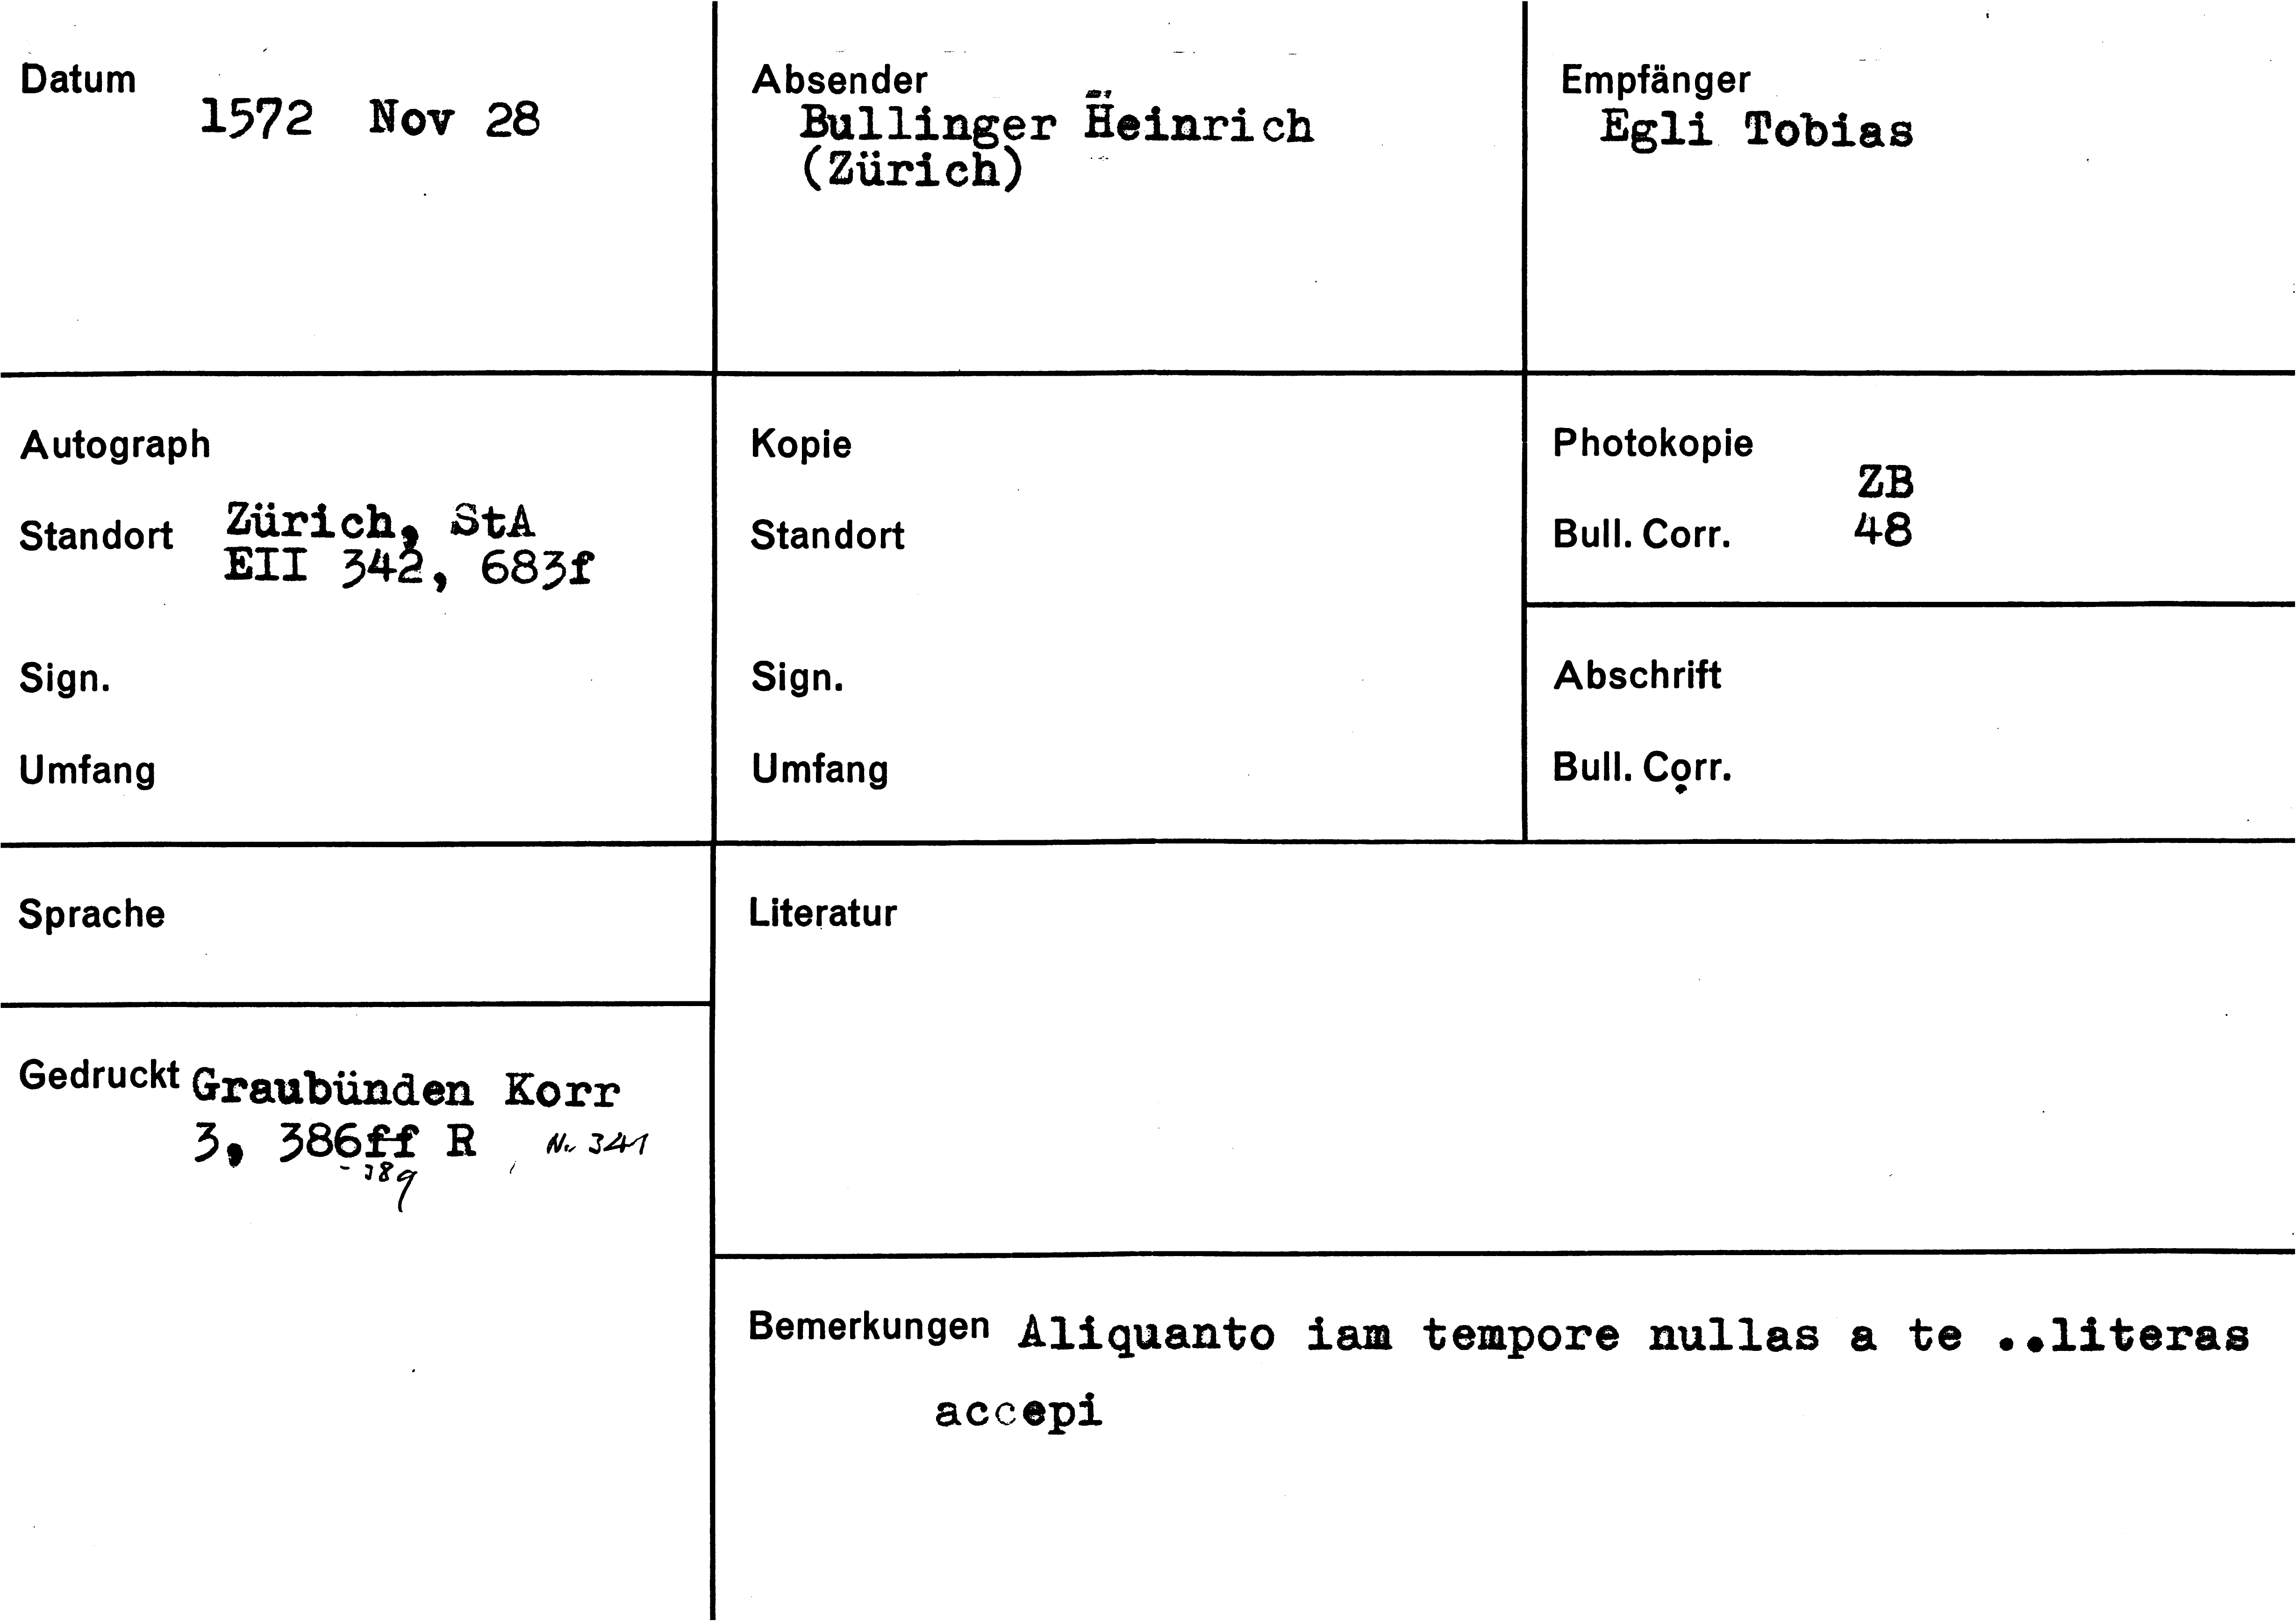 Datum
1572 Nov 28
Absender
Bullinger Heinrich
(Zürich)
Empfänger
Egli Tobias
Autograph
Standort Zürich, StA
EII 342, 683f
Sign.
Umfang
Kopie
Standort
Sign.
Umfang
Photokopie
ZB
Bull. Corr. 48
Abschrift
Bull. Corr.
Sprache
Literatur
Gedruckt Graubünden Korr
3, 386ff R No 341
- 389
Bemerkungen Aliquanto iam tempore nullas a te ..literas
accepi